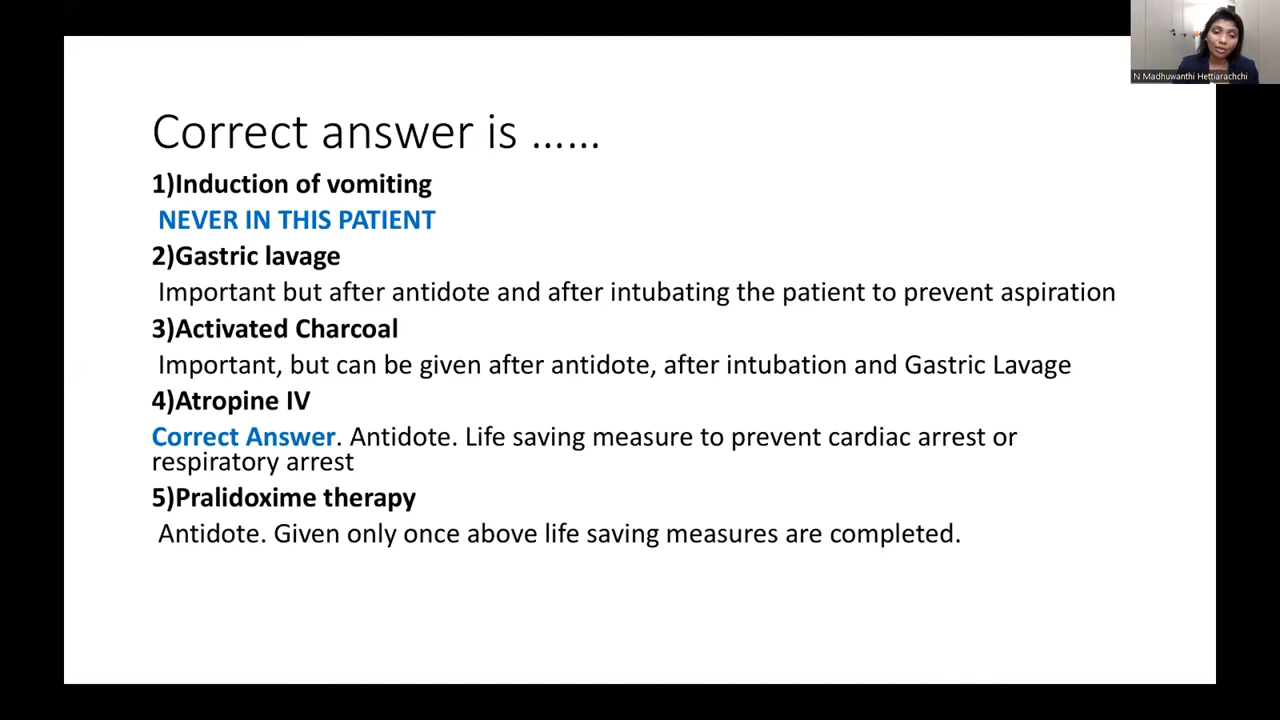 N Madhuwanthi Hettiarachchi
Correct answer is ......
1)Induction of vomiting
NEVER IN THIS PATIENT
2)Gastric lavage
Important but after antidote and after intubating the patient to prevent aspiration
3)Activated Charcoal
Important, but can be given after antidote, after intubation and Gastric Lavage
4)Atropine IV
Correct Answer. Antidote. Life saving measure to prevent cardiac arrest or
respiratory arrest
5)Pralidoxime therapy
Antidote. Given only once above life saving measures are completed.